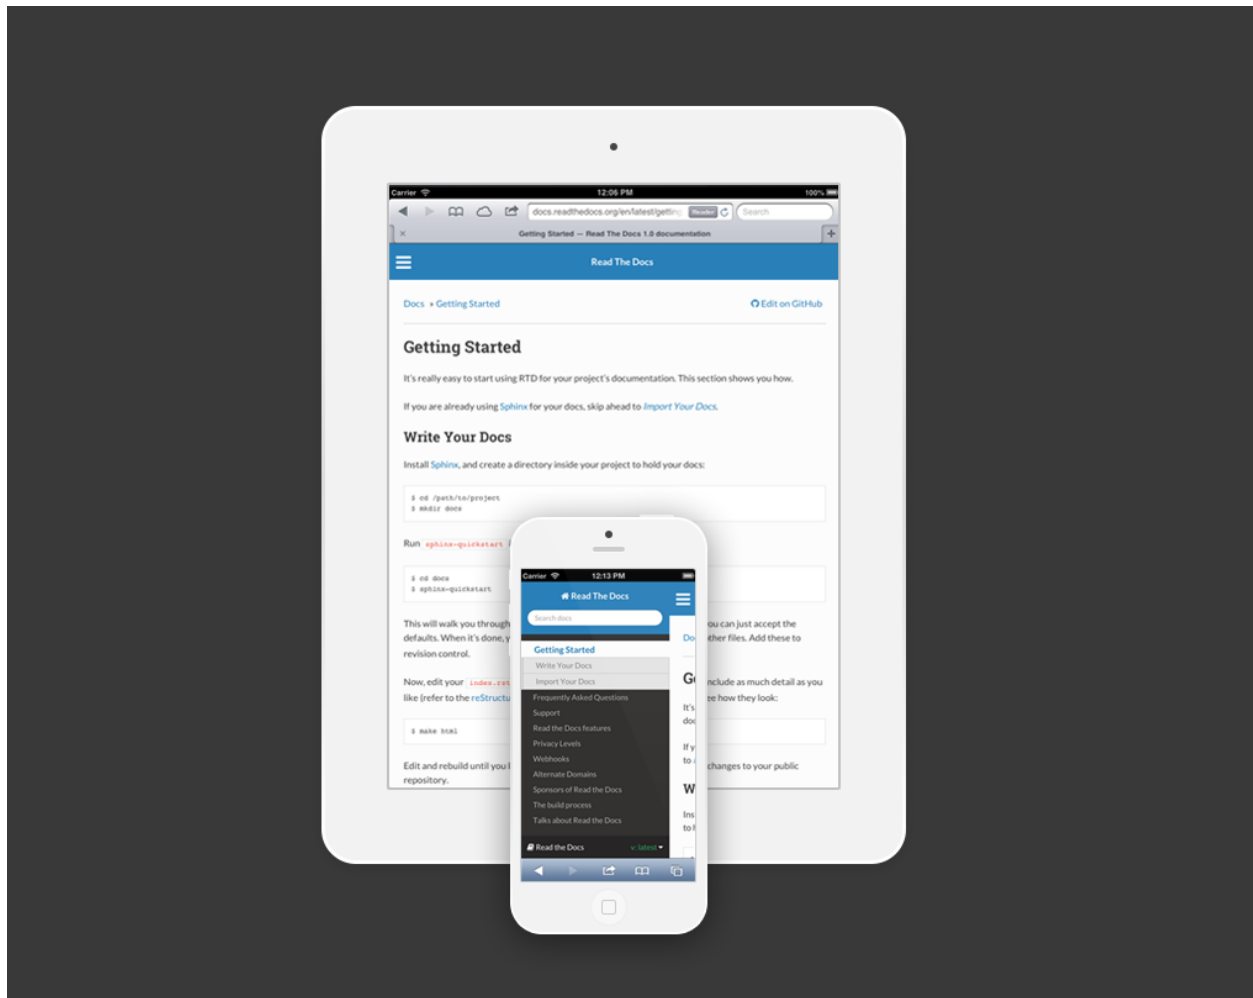 Carrier 12:06 PM 100%
docs.readthedocs.org/en/latest/getting Reader Search
Getting Started — Read The Docs 1.0 documentation
Read The Docs
Docs » Getting Started Edit on GitHub
Getting Started
It's really easy to start using RTD for your project's documentation. This section shows you how.
If you are already using Sphinx for your docs, skip ahead to Import Your Docs.
Write Your Docs
Install Sphinx, and create a directory inside your project to hold your docs:
$ cd /path/to/project
$ mkdir docs
Run sphinx-quickstart
$ cd docs
$ sphinx-quickstart
This will walk you through you can just accept the
defaults. When it's done, other files. Add these to
revision control.
Now, edit your index.rst include as much detail as you
like (refer to the reStructu see how they look:
$ make html
Edit and rebuild until you changes to your public
repository.
Carrier 12:13 PM
Read The Docs
Search docs
Getting Started
Write Your Docs
Import Your Docs
Frequently Asked Questions
Support
Read the Docs features
Privacy Levels
Webhooks
Alternate Domains
Sponsors of Read the Docs
The build process
Talks about Read the Docs
Read the Docs v: latest
Do
G
It's
do
If y
to
W
Ins
to